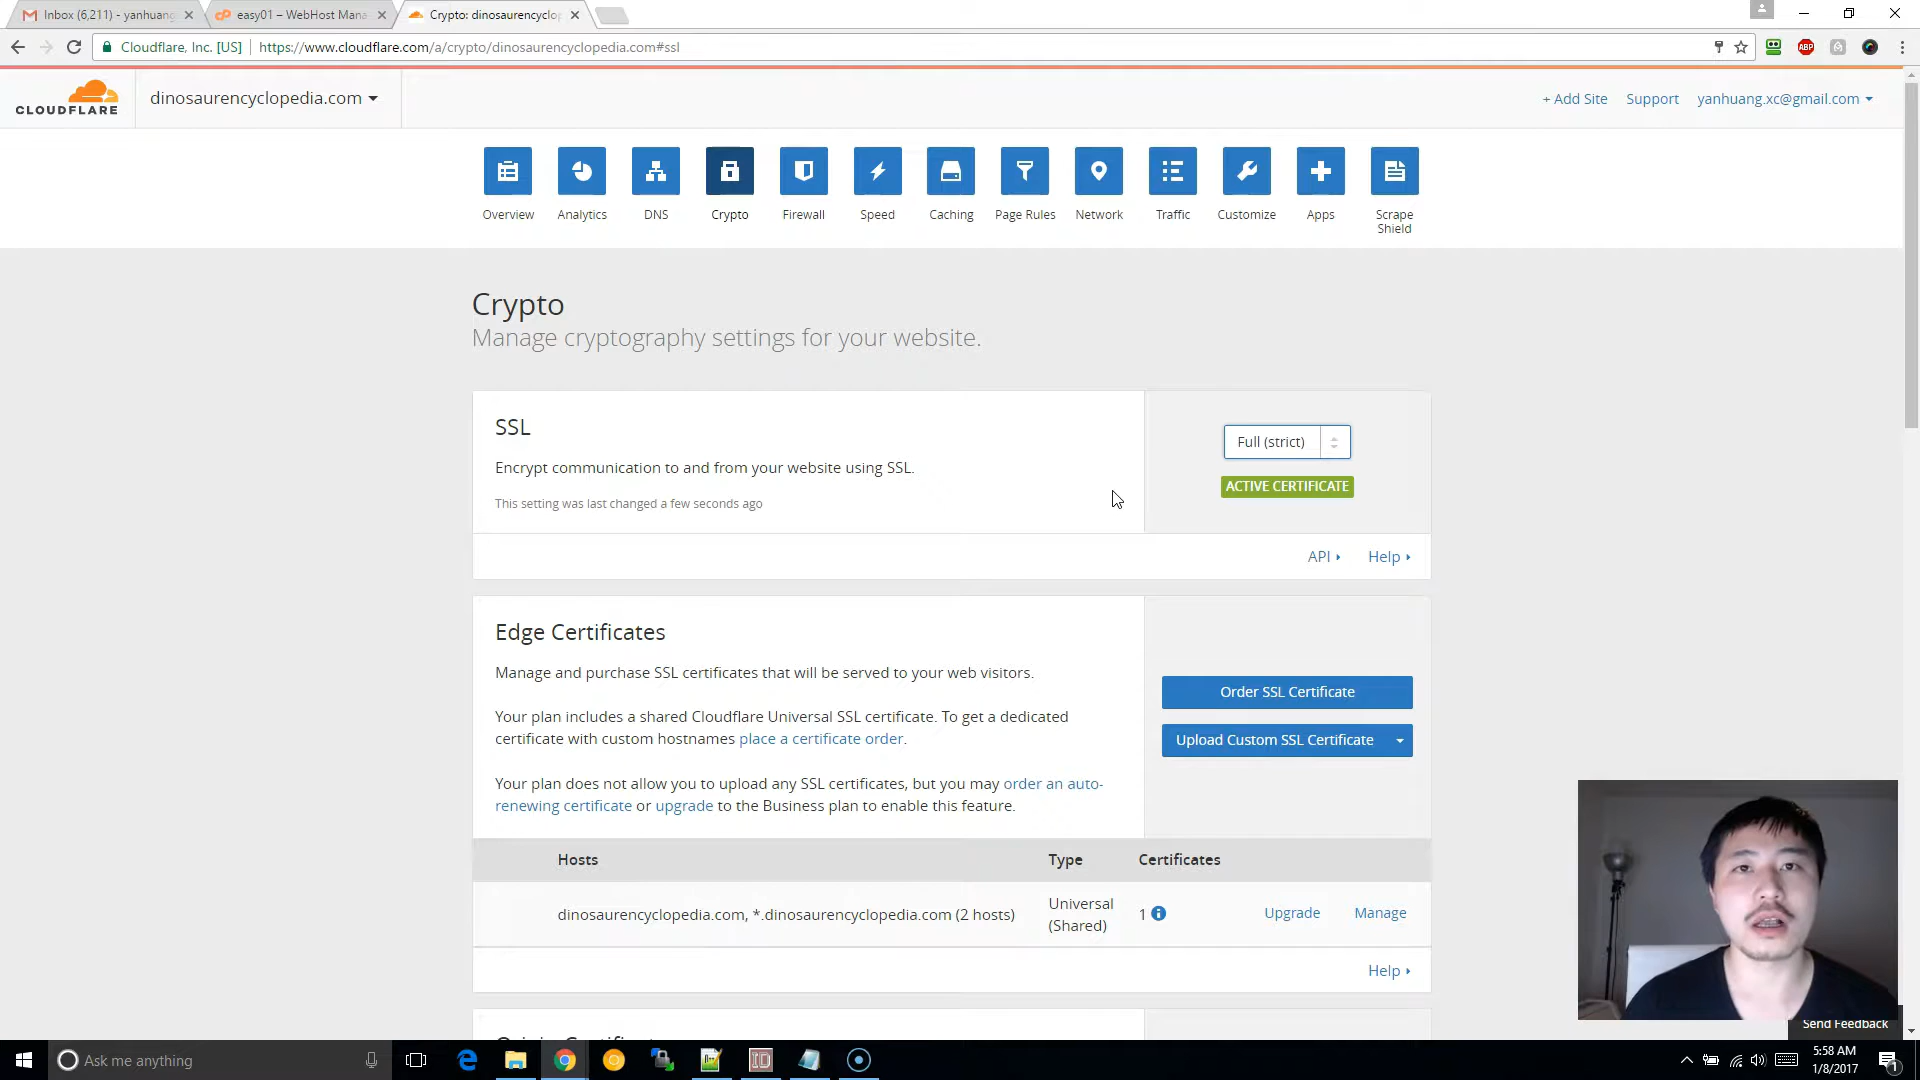 Inbox (6,211) - yanhuang
easy01 – WebHost Mana
Crypto: dinosaurencyclop
Cloudflare, Inc. [US]
https://www.cloudflare.com/a/crypto/dinosaurencyclopedia.com#ssl
ABP
CLOUDFLARE
dinosaurencyclopedia.com
+ Add Site
Support
yanhuang.xc@gmail.com
Overview
Analytics
DNS
Crypto
Firewall
Speed
Caching
Page Rules
Network
Traffic
Customize
Apps
Scrape
Shield
Crypto
Manage cryptography settings for your website.
SSL
Encrypt communication to and from your website using SSL.
This setting was last changed a few seconds ago
Full (strict)
ACTIVE CERTIFICATE
API
Help
Edge Certificates
Manage and purchase SSL certificates that will be served to your web visitors.
Your plan includes a shared Cloudflare Universal SSL certificate. To get a dedicated
certificate with custom hostnames place a certificate order.
Your plan does not allow you to upload any SSL certificates, but you may order an auto-
renewing certificate or upgrade to the Business plan to enable this feature.
Order SSL Certificate
Upload Custom SSL Certificate
Hosts
Type
Certificates
dinosaurencyclopedia.com, *.dinosaurencyclopedia.com (2 hosts)
Universal
(Shared)
1
Upgrade
Manage
Help
Send Feedback
Ask me anything
5:58 AM
1/8/2017
1